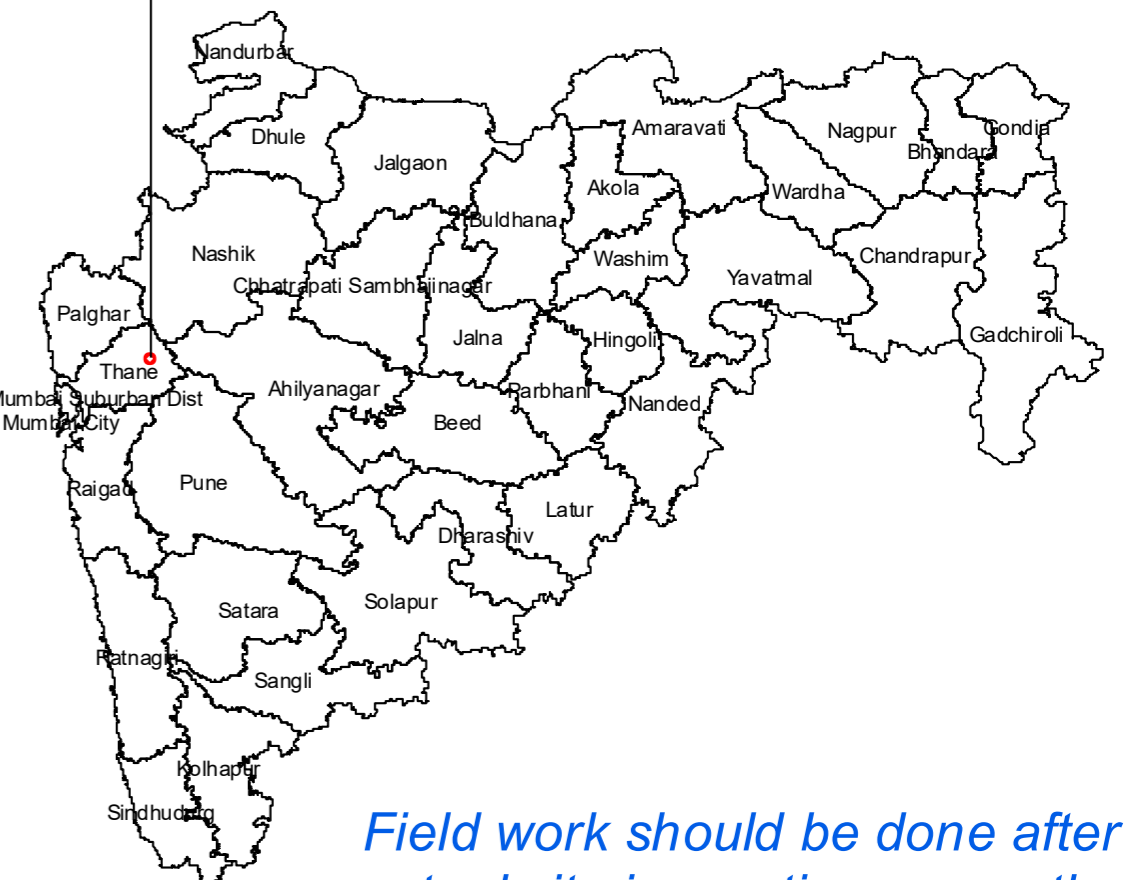 Nandurbar
Dhule
Jalgaon
Amaravati
Nagpur
Gondia
Bhandara
Akola
Wardha
Buldhana
Nashik
Washim
Chandrapur
Yavatmal
Chhatrapati Sambhajinagar
Palghar
Jalna
Hingoli
Gadchiroli
Thane
Ahilyanagar
Parbhani
Mumbai Suburban Dist
Nanded
Mumbai City
Beed
Raigad
Pune
Latur
Dharashiv
Solapur
Satara
Ratnagiri
Sangli
Kolhapur
Sindhudurg
Field work should be done after